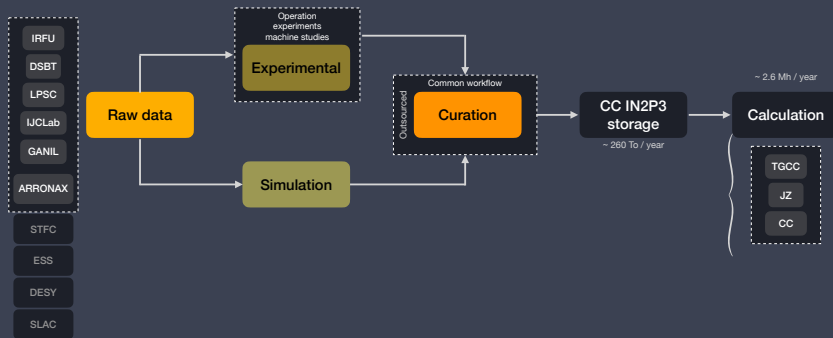 IRFU
DSBT
LPSC
IJCLab
GANIL
ARRONAX
STFC
ESS
DESY
SLAC
Raw data
Operation
experiments
machine studies
Experimental
Simulation
Common workflow
Outsourced
Curation
CC IN2P3
storage
~ 260 To / year
~ 2.6 Mh / year
Calculation
TGCC
JZ
CC